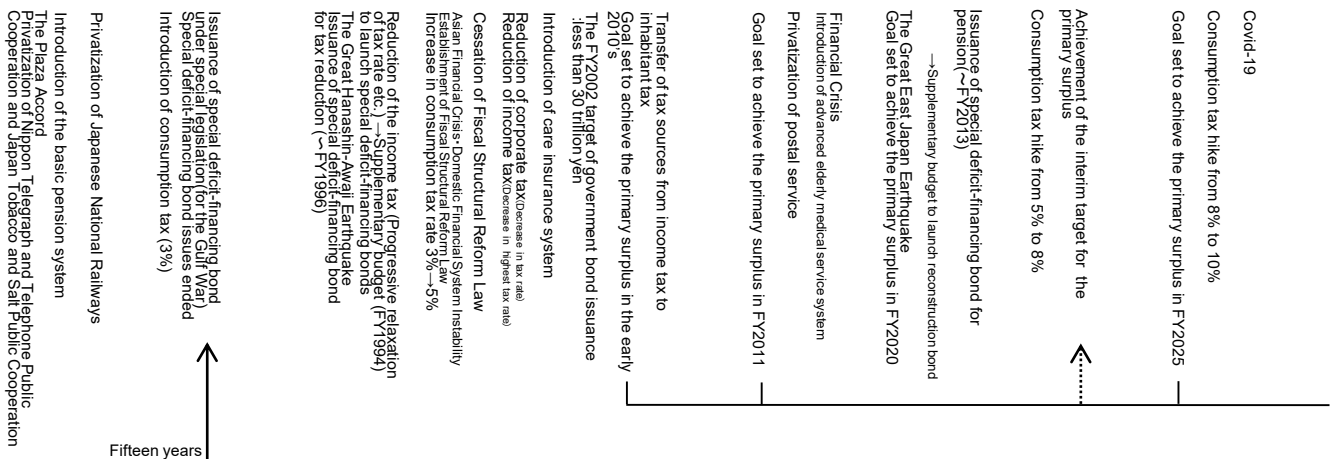 Covid-19
Consumption tax hike from 8% to 10%
Goal set to achieve the primary surplus in FY2025
Achievement of the interim target for the
primary surplus
Consumption tax hike from 5% to 8%
Issuance of special deficit-financing bond for
pension(～FY2013)
→Supplementary budget to launch reconstruction bond
The Great East Japan Earthquake
Goal set to achieve the primary surplus in FY2020
Financial Crisis
Introduction of advanced elderly medical service system
Privatization of postal service
Goal set to achieve the primary surplus in FY2011
Transfer of tax sources from income tax to
inhabitant tax
Goal set to achieve the primary surplus in the early
2010's
The FY2002 target of government bond issuance
:less than 30 trillion yen
Introduction of care insurance system
Reduction of corporate tax(Decrease in tax rate)
Reduction of income tax(Decrease in highest tax rate)
Cessation of Fiscal Structural Reform Law
Asian Financial Crisis・Domestic Financial System Instability
Establishment of Fiscal Structural Reform Law
Increase in consumption tax rate 3%→5%
Reduction of the income tax (Progressive relaxation
of tax rate etc.) →Supplementary budget (FY1994)
to launch special deficit-financing bonds
The Great Hanashin-Awaji Earthquake
Issuance of special deficit-financing bond
for tax reduction (～FY1996)
Issuance of special deficit-financing bond
under special legislation(for the Gulf War)
Special deficit-financing bond issues ended
Introduction of consumption tax (3%)
Privatization of Japanese National Railways
Introduction of the basic pension system
The Plaza Accord
Privatization of Nippon Telegraph and Telephone Public
Cooperation and Japan Tobacco and Salt Public Cooperation
Fifteen years